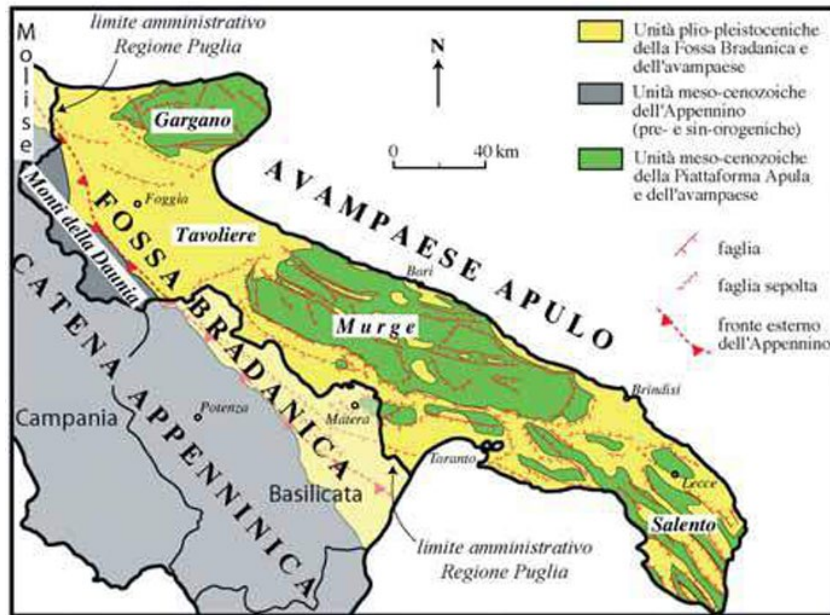 limite amministrativo
Regione Puglia
Molise
N
0 40 km
Unità plio-pleistoceniche
della Fossa Bradanica e
dell'avampaese
Unità meso-cenozoiche
dell'Appennino
(pre- e sin-orogeniche)
Unità meso-cenozoiche
della Piattaforma Apula
e dell'avampaese
faglia
faglia sepolta
fronte esterno
dell'Appennino
Gargano
AVAMPAESE APULO
Monti della Daunia
Foggia
FOSSA BRADANICA
Tavoliere
Bari
Murge
CATENA APPENNINICA
Campania
Potenza
Matera
Brindisi
Taranto
Lecce
Basilicata
Salento
limite amministrativo
Regione Puglia